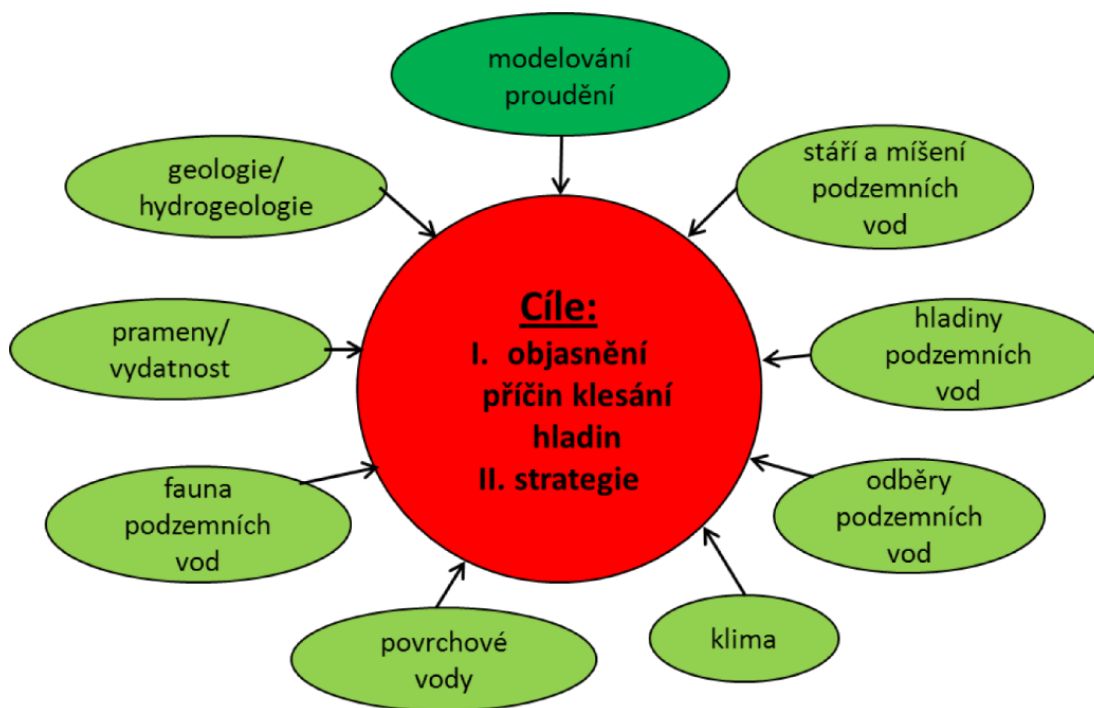 modelování
proudění
geologie/
hydrogeologie
stáří a míšení
podzemních
vod
prameny/
vydatnost
Cíle:
I. objasnění
příčin klesání
hladin
II. strategie
hladiny
podzemních
vod
fauna
podzemních
vod
odběry
podzemních
vod
povrchové
vody
klima